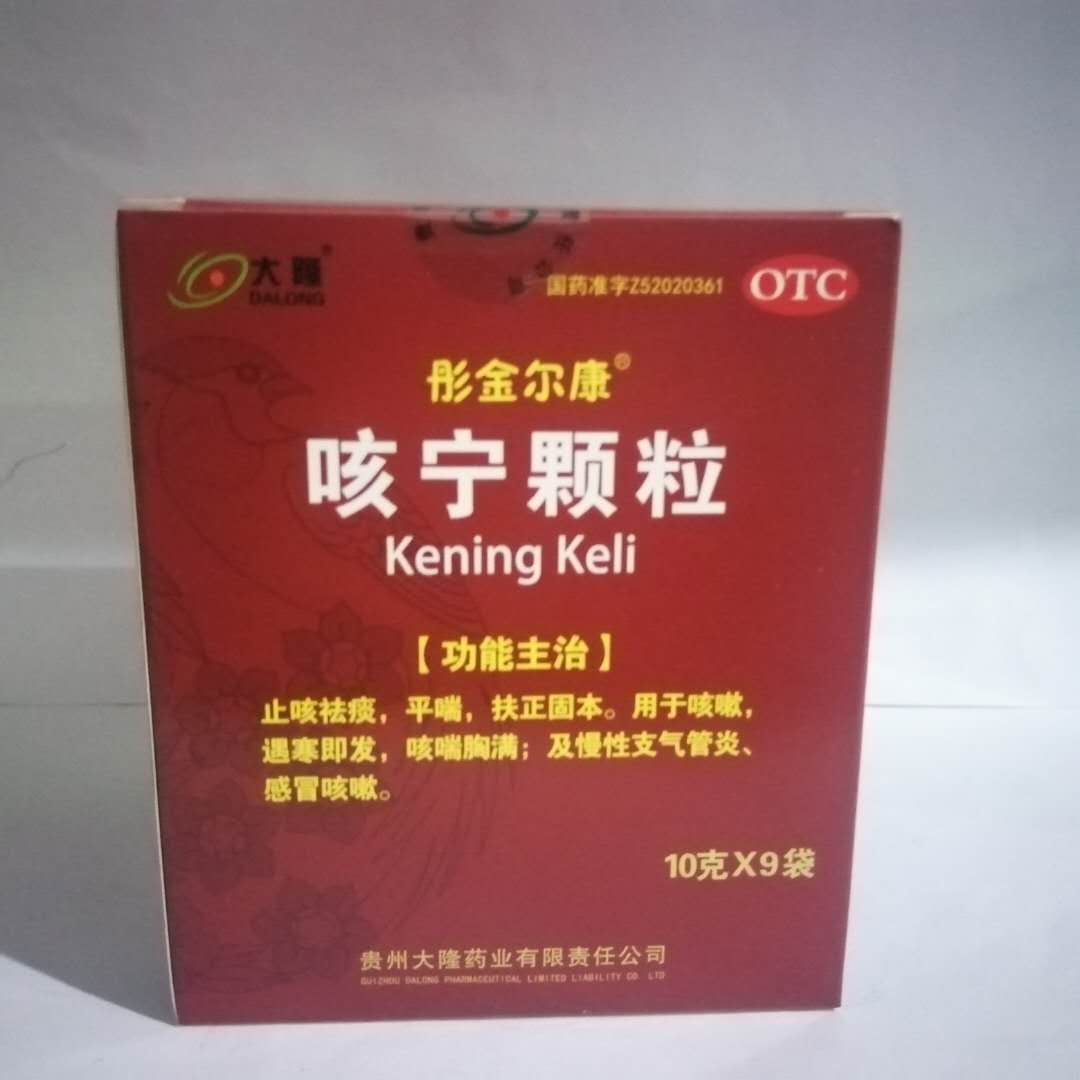 大隆®
DALONG
国药准字Z52020361
OTC
彤金尔康®
咳宁颗粒
Kening Keli
【功能主治】
止咳祛痰，平喘，扶正固本。用于咳嗽，
遇寒即发，咳喘胸满；及慢性支气管炎、
感冒咳嗽。
10克X9袋
贵州大隆药业有限责任公司
GUIZHOU DALONG PHARMACEUTICAL LIMITED LIABILITY CO. LTD